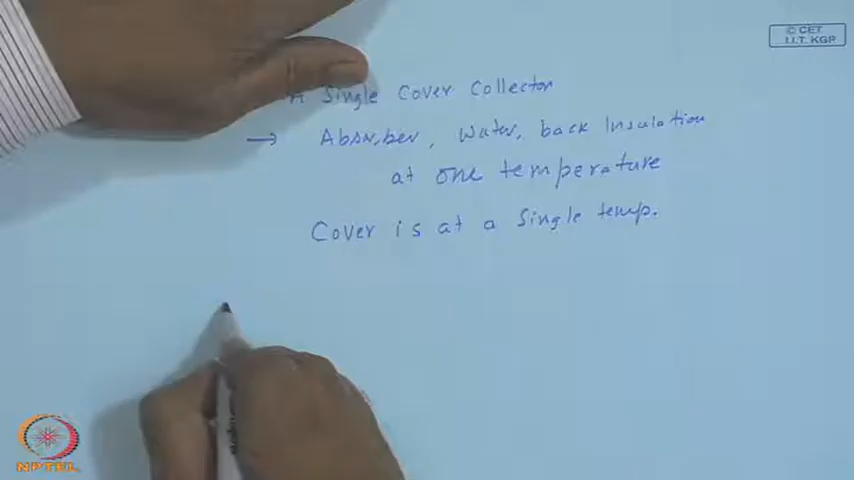 © CET
I.I.T. KGP
A Single Cover Collector
→ Absorber, Water, back Insulation
at one temperature
Cover is at a Single temp.
NPTEL